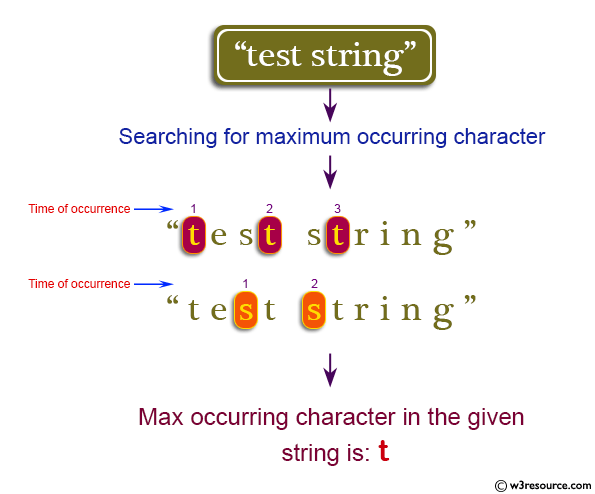 “test string”
Searching for maximum occurring character
1 2 3
Time of occurrence
“test string”
1 2
Time of occurrence
“test string”
Max occurring character in the given
string is: t
© w3resource.com